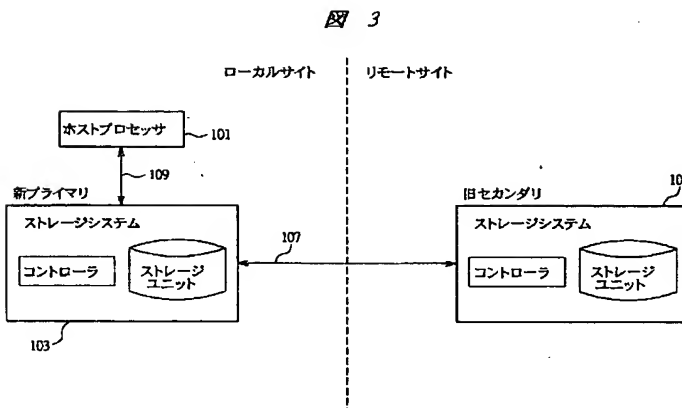 図 3
ローカルサイト
リモートサイト
ホストプロセッサ
101
109
新プライマリ
旧セカンダリ
10
ストレージシステム
ストレージシステム
107
コントローラ
ストレージ
ユニット
コントローラ
ストレージ
ユニット
103